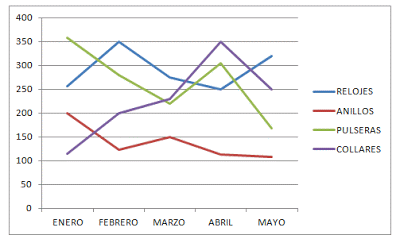 400
350
300
250
200
150
100
50
0
ENERO FEBRERO MARZO ABRIL MAYO
RELOJES
ANILLOS
PULSERAS
COLLARES